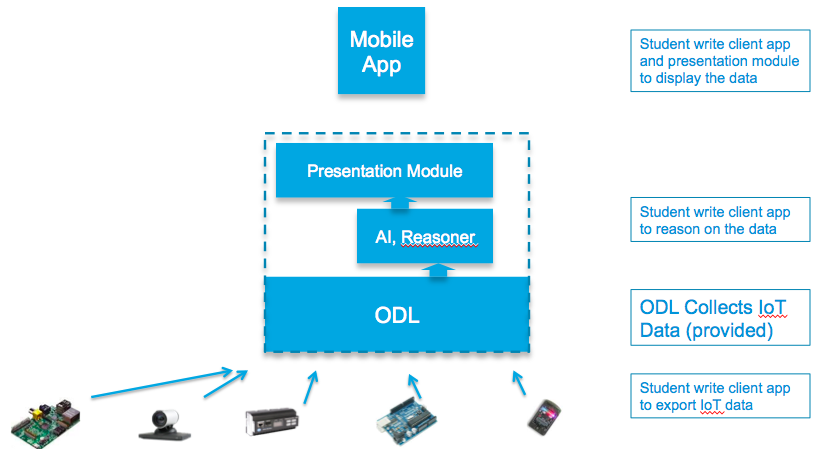 Mobile
App
Student write client app
and presentation module
to display the data
Presentation Module
Student write client app
to reason on the data
AI, Reasoner
ODL
ODL Collects IoT
Data (provided)
Student write client app
to export IoT data